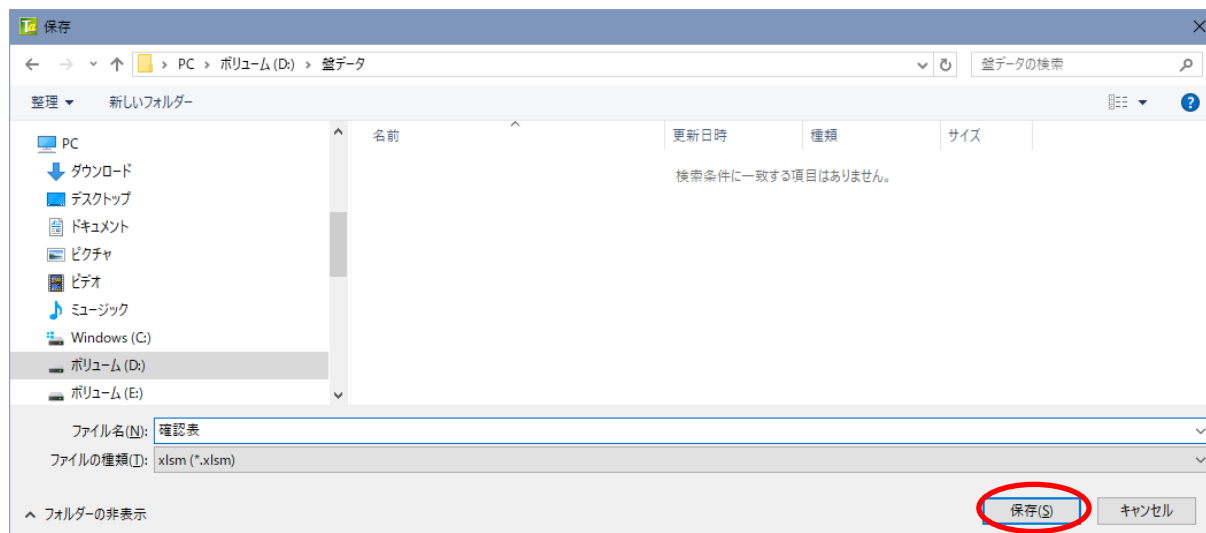 保存
PC › ボリューム (D:) › 盤データ
盤データの検索
整理
新しいフォルダー
名前
更新日時
種類
サイズ
検索条件に一致する項目はありません。
PC
ダウンロード
デスクトップ
ドキュメント
ピクチャ
ビデオ
ミュージック
Windows (C:)
ボリューム (D:)
ボリューム (E:)
ファイル名(N): 確認表
ファイルの種類(T): xlsm (*.xlsm)
フォルダーの非表示
保存(S)
キャンセル